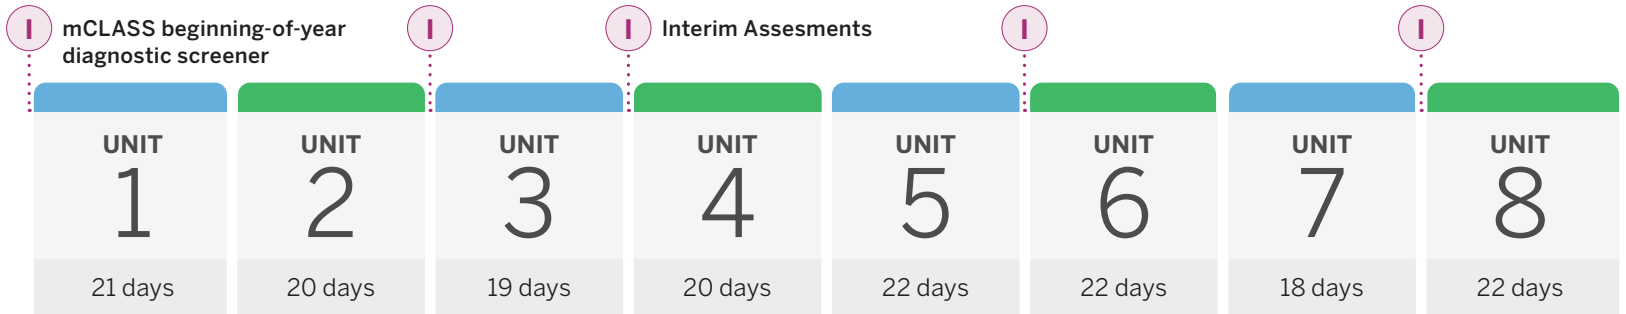 I mCLASS beginning-of-year
diagnostic screener
I
I Interim Assesments
I
I
UNIT
1
21 days
UNIT
2
20 days
UNIT
3
19 days
UNIT
4
20 days
UNIT
5
22 days
UNIT
6
22 days
UNIT
7
18 days
UNIT
8
22 days